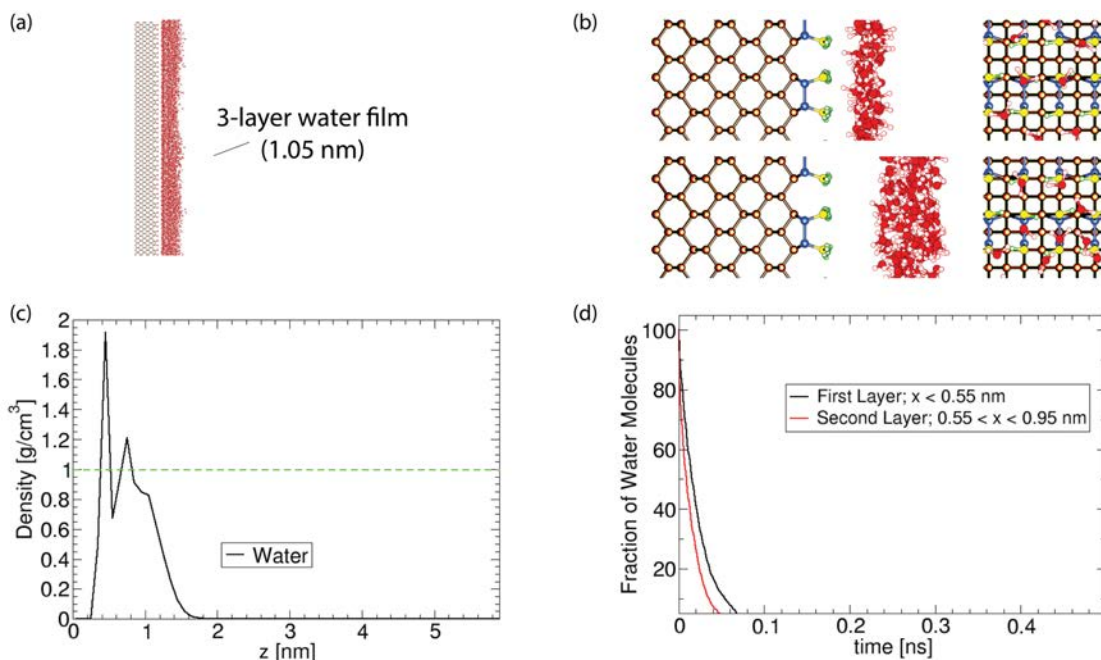 (a)
3-layer water film
(1.05 nm)
(b)
(c)
Density [g/cm³]
2
1.8
1.6
1.4
1.2
1
0.8
0.6
0.4
0.2
0
Water
0
1
2
3
4
5
z [nm]
(d)
Fraction of Water Molecules
100
80
60
40
20
First Layer; x < 0.55 nm
Second Layer; 0.55 < x < 0.95 nm
0
0.1
0.2
0.3
0.4
time [ns]